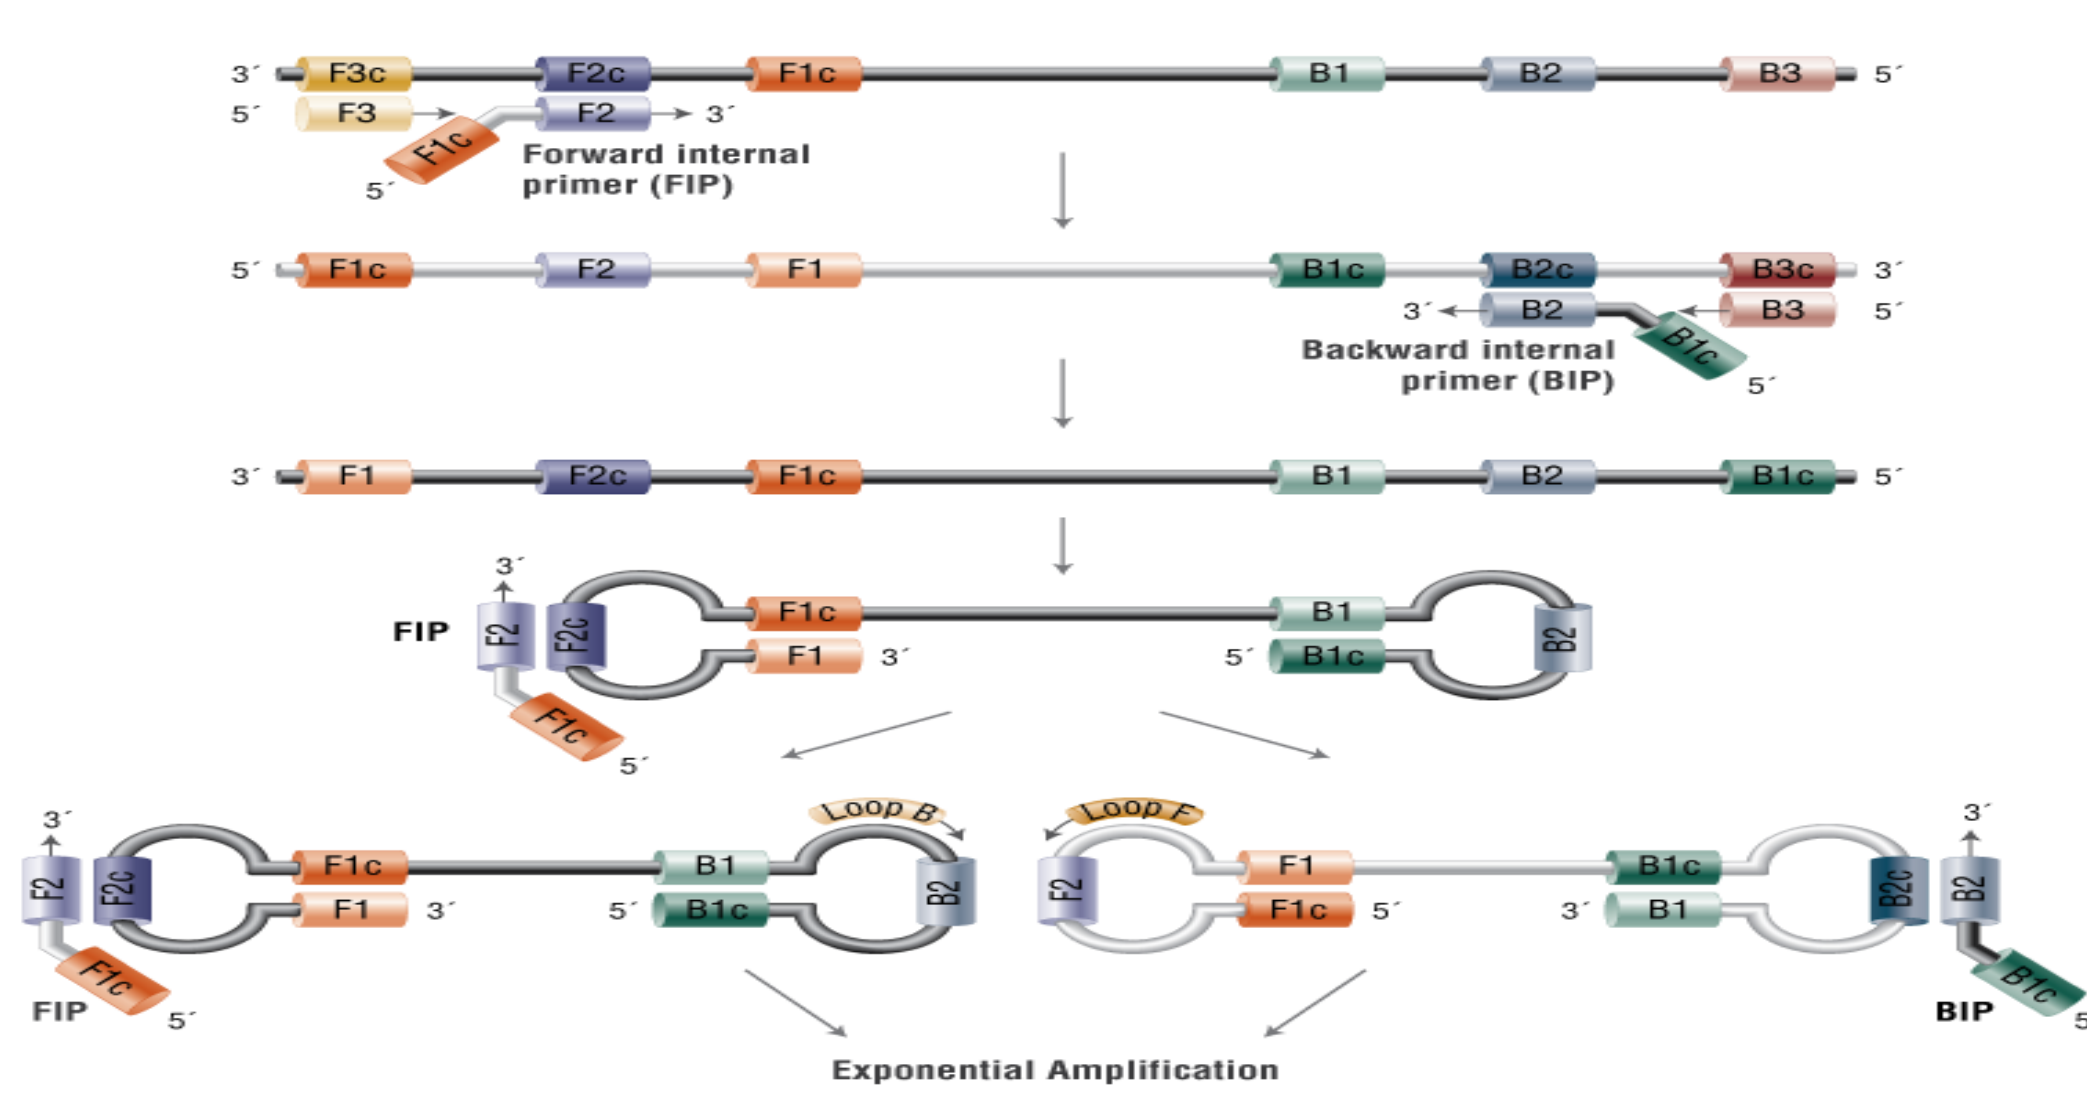 3´ F3c F2c F1c B1 B2 B3 5´
5´ F3 F2 3´
F1c
5´
Forward internal
primer (FIP)
5´ F1c F2 F1 B1c B2c B3c 3´
3´ B2 B3 5´
B1c
5´
Backward internal
primer (BIP)
3´ F1 F2c F1c B1 B2 B1c 5´
3´
FIP F2 F2c F1c B1 B2
F1 3´ 5´ B1c
F1c
5´
Loop B Loop F
3´ 3´
F2 F2c F1c B1 B2 F2 F1 B1c B2c B2
F1 3´ 5´ B1c F1c 5´ 3´ B1
F1c B1c
FIP 5´ BIP 5
Exponential Amplification